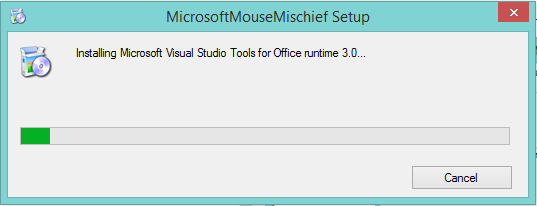 MicrosoftMouseMischief Setup
Installing Microsoft Visual Studio Tools for Office runtime 3.0...
Cancel